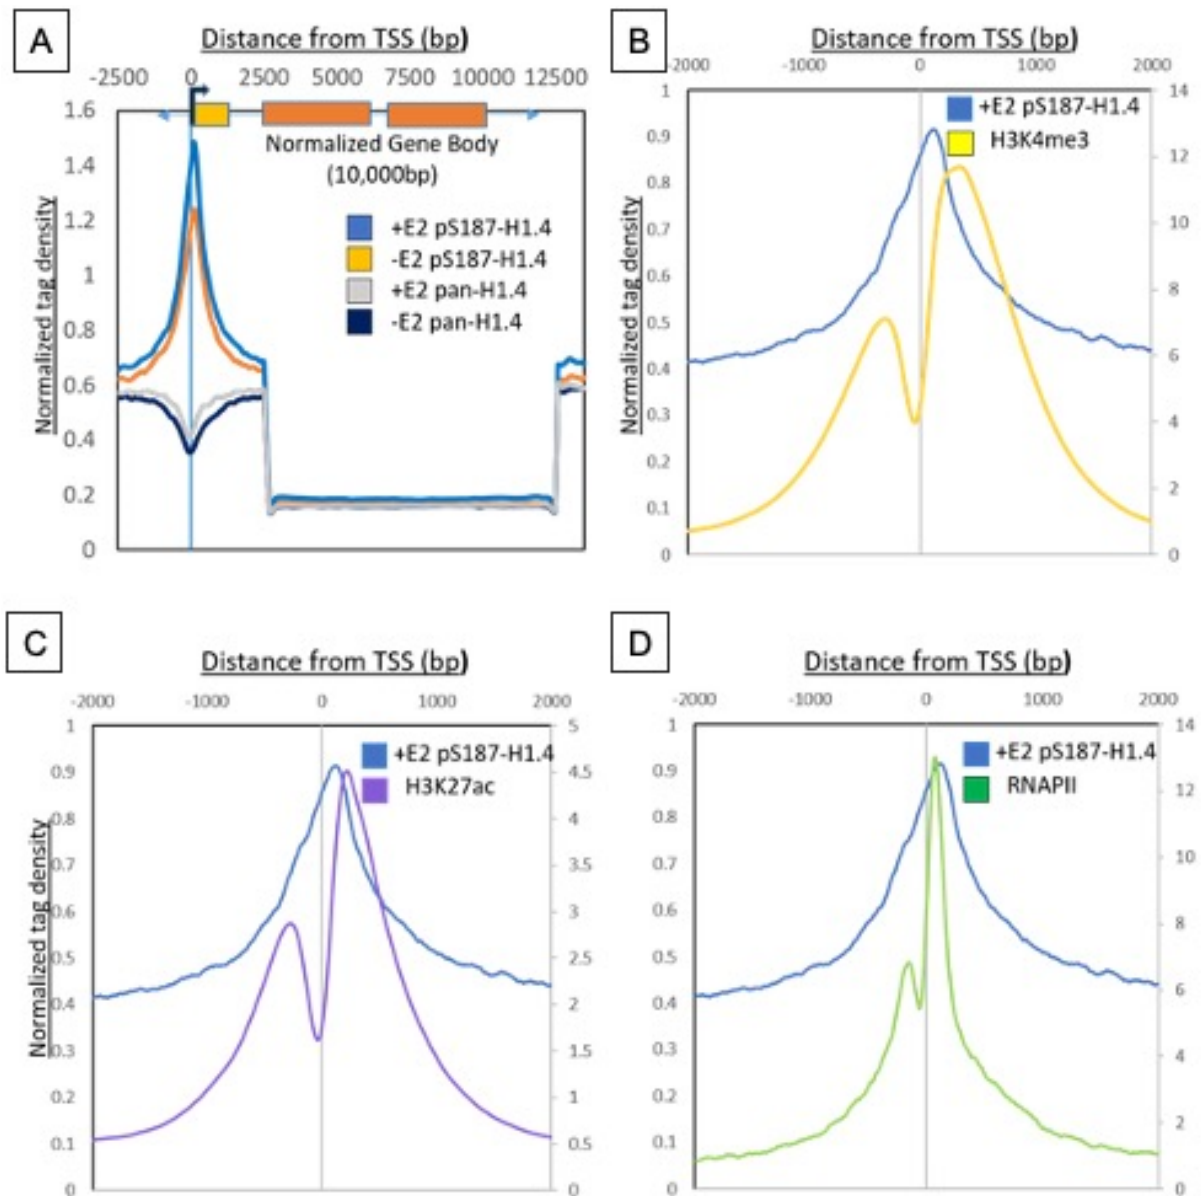 A
Distance from TSS (bp)
-2500 0 2500 5000 7500 10000 12500
1.6
1.4
1.2
1
0.8
0.6
0.4
0.2
0
Normalized tag density
Normalized Gene Body
(10,000bp)
+E2 pS187-H1.4
-E2 pS187-H1.4
+E2 pan-H1.4
-E2 pan-H1.4
B
Distance from TSS (bp)
-2000 -1000 0 1000 2000
1
0.9
0.8
0.7
0.6
0.5
0.4
0.3
0.2
0.1
0
Normalized tag density
+E2 pS187-H1.4
H3K4me3
14
12
10
8
6
4
2
0
C
Distance from TSS (bp)
-2000 -1000 0 1000 2000
1
0.9
0.8
0.7
0.6
0.5
0.4
0.3
0.2
0.1
0
Normalized tag density
+E2 pS187-H1.4
H3K27ac
5
4.5
4
3.5
3
2.5
2
1.5
1
0.5
0
D
Distance from TSS (bp)
-2000 -1000 0 1000 2000
1
0.9
0.8
0.7
0.6
0.5
0.4
0.3
0.2
0.1
0
+E2 pS187-H1.4
RNAPII
14
12
10
8
6
4
2
0